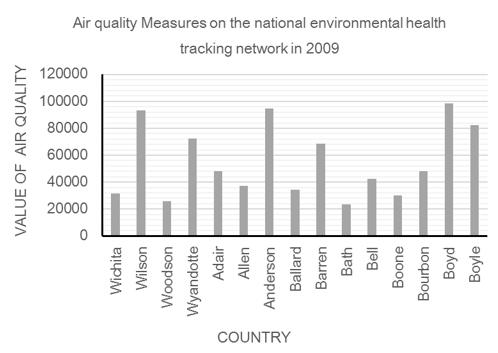 Air quality Measures on the national environmental health
tracking network in 2009
VALUE OF AIR QUALITY
120000
100000
80000
60000
40000
20000
0
Wichita
Wilson
Woodson
Wyandotte
Adair
Allen
Anderson
Ballard
Barren
Bath
Bell
Boone
Bourbon
Boyd
Boyle
COUNTRY